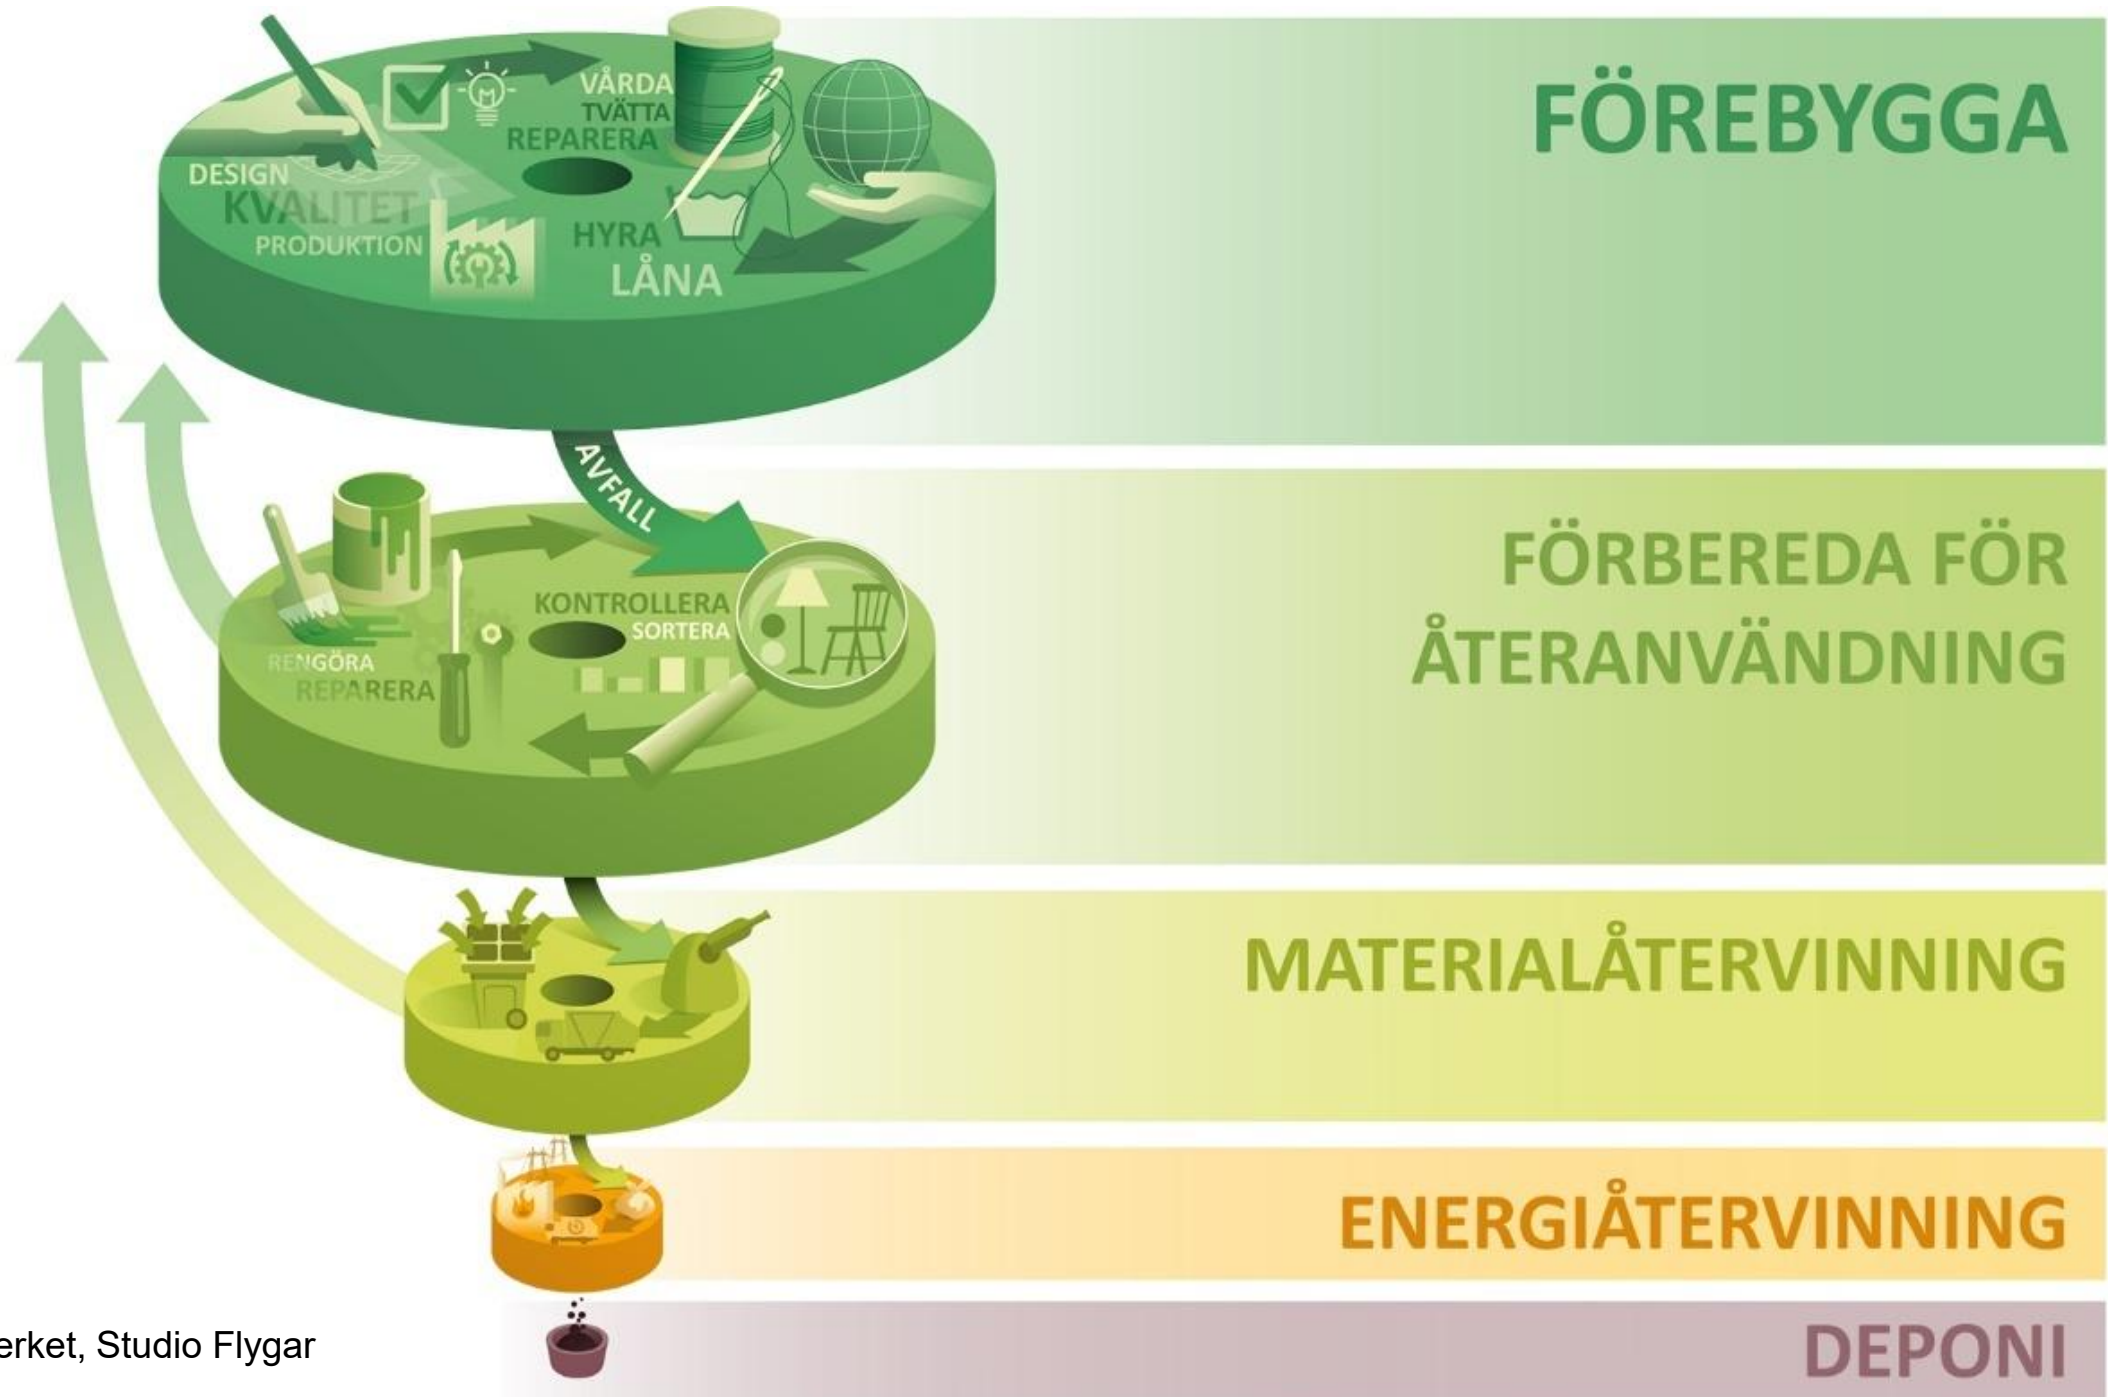 FÖREBYGGA
VÅRDA
TVÄTTA
REPARERA
DESIGN
KVALITET
PRODUKTION
HYRA
LÅNA
AVFALL
FÖRBEREDA FÖR
ÅTERANVÄNDNING
KONTROLLERA
SORTERA
RENGÖRA
REPARERA
MATERIALÅTERVINNING
ENERGIÅTERVINNING
DEPONI
erket, Studio Flygar